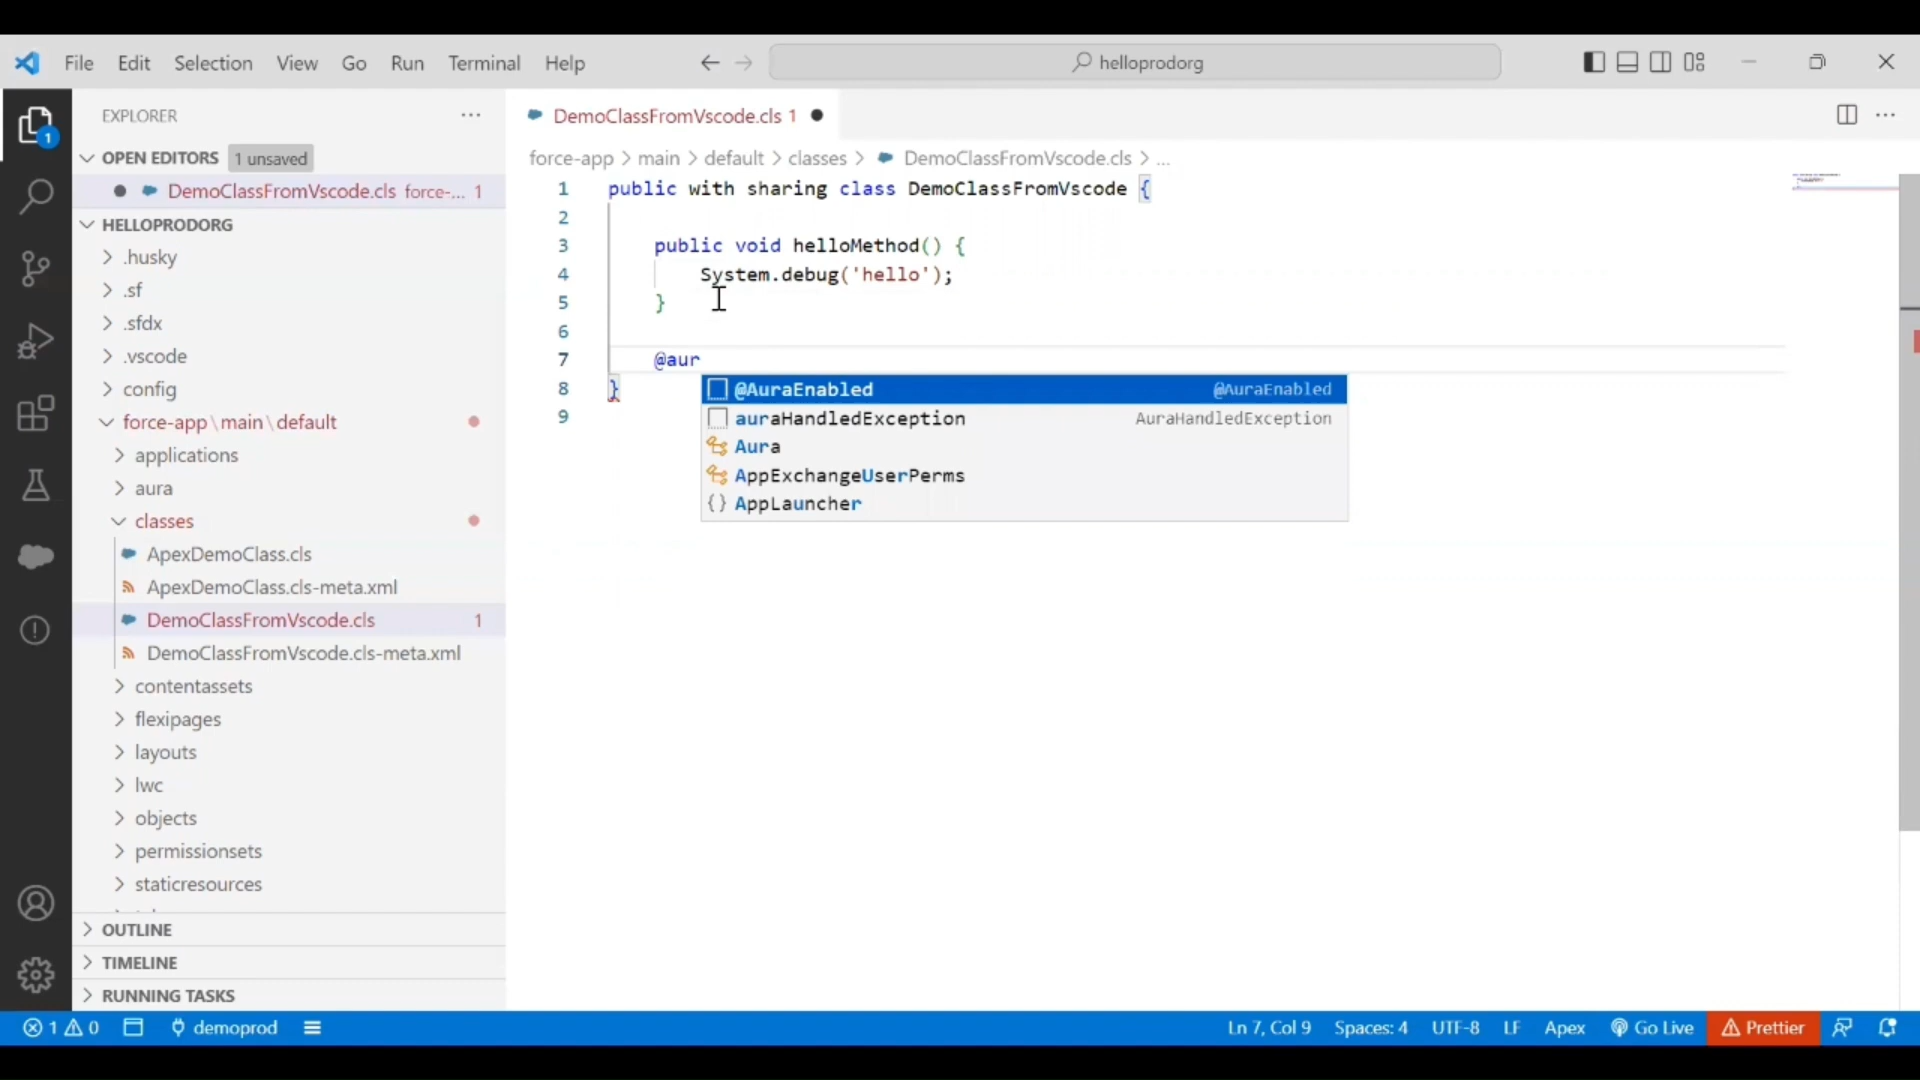 File Edit Selection View Go Run Terminal Help
helloprodorg
EXPLORER
OPEN EDITORS 1 unsaved
DemoClassFromVscode.cls force-... 1
HELLOPRODORG
.husky
.sf
.sfdx
.vscode
config
force-app\main\default
applications
aura
classes
ApexDemoClass.cls
ApexDemoClass.cls-meta.xml
DemoClassFromVscode.cls 1
DemoClassFromVscode.cls-meta.xml
contentassets
flexipages
layouts
lwc
objects
permissionsets
staticresources
OUTLINE
TIMELINE
RUNNING TASKS
1
DemoClassFromVscode.cls 1
force-app > main > default > classes > DemoClassFromVscode.cls > ...
1 public with sharing class DemoClassFromVscode {
2
3 public void helloMethod() {
4 System.debug('hello');
5 }
6
7 @aur
8 }
9
@AuraEnabled @AuraEnabled
auraHandledException AuraHandledException
Aura
AppExchangeUserPerms
{} AppLauncher
1 0 demoprod
Ln 7, Col 9 Spaces: 4 UTF-8 LF Apex Go Live Prettier